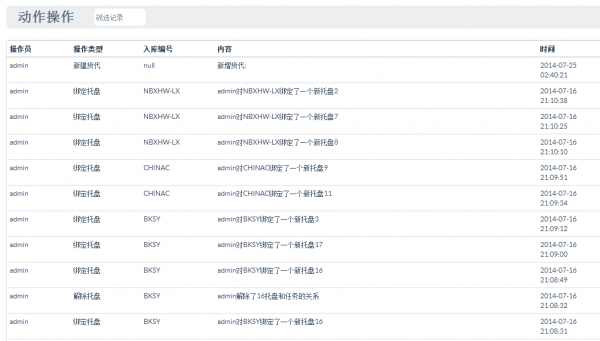 动作操作 筛选记录
操作员 操作类型 入库编号 内容 时间
admin 新建货代 null 新增货代: 2014-07-25
02:40:21
admin 绑定托盘 NBXHW-LX admin对NBXHW-LX绑定了一个新托盘2 2014-07-16
21:10:38
admin 绑定托盘 NBXHW-LX admin对NBXHW-LX绑定了一个新托盘7 2014-07-16
21:10:25
admin 绑定托盘 NBXHW-LX admin对NBXHW-LX绑定了一个新托盘8 2014-07-16
21:10:10
admin 绑定托盘 CHINAC admin对CHINAC绑定了一个新托盘9 2014-07-16
21:09:51
admin 绑定托盘 CHINAC admin对CHINAC绑定了一个新托盘11 2014-07-16
21:09:34
admin 绑定托盘 BKSY admin对BKSY绑定了一个新托盘3 2014-07-16
21:09:12
admin 绑定托盘 BKSY admin对BKSY绑定了一个新托盘17 2014-07-16
21:09:00
admin 绑定托盘 BKSY admin对BKSY绑定了一个新托盘16 2014-07-16
21:08:49
admin 解除托盘 BKSY admin解除了16托盘和任务的关系 2014-07-16
21:08:32
admin 绑定托盘 BKSY admin对BKSY绑定了一个新托盘16 2014-07-16
21:08:31